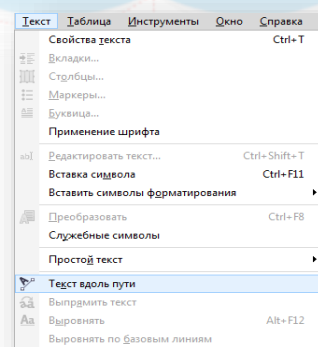 Текст Таблица Инструменты Окно Справка
Свойства текста Ctrl+T
Вкладки...
Столбцы...
Маркеры...
Буквица...
Применение шрифта
abI Редактировать текст... Ctrl+Shift+T
Вставка символа Ctrl+F11
Вставить символы форматирования
Преобразовать Ctrl+F8
Служебные символы
Простой текст
Текст вдоль пути
Выпрямить текст
Aa Выровнять Alt+F12
Выровнять по базовым линиям